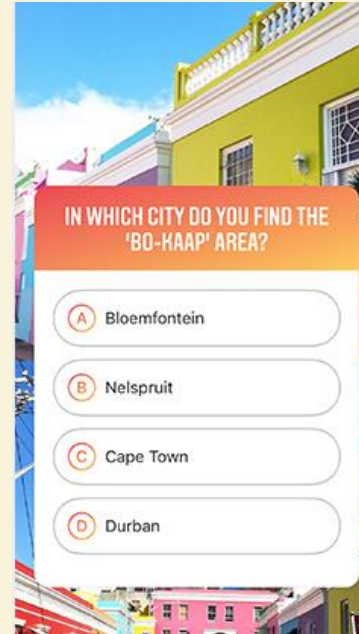 IN WHICH CITY DO YOU FIND THE
'BO-KAAP' AREA?
A Bloemfontein
B Nelspruit
C Cape Town
D Durban